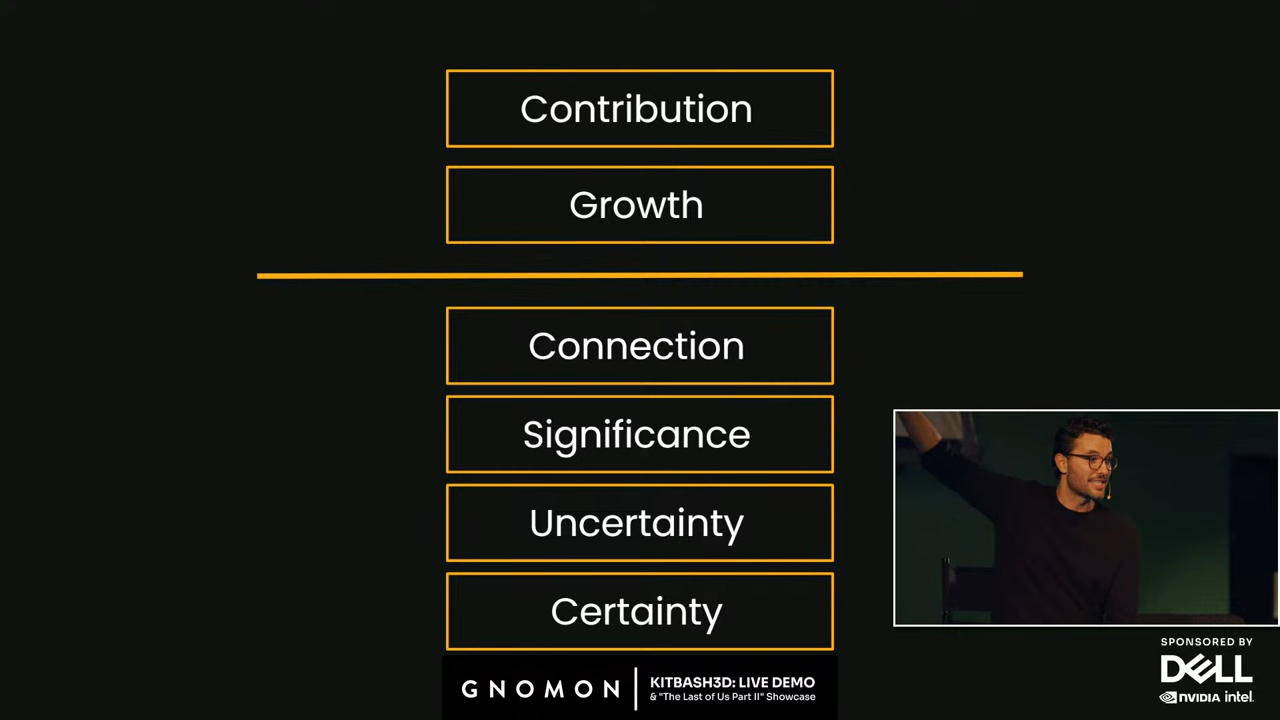 Contribution
Growth
Connection
Significance
Uncertainty
Certainty
GNOMON
KITBASH3D: LIVE DEMO
& "The Last of Us Part II" Showcase
SPONSORED BY
DELL
NVIDIA intel.